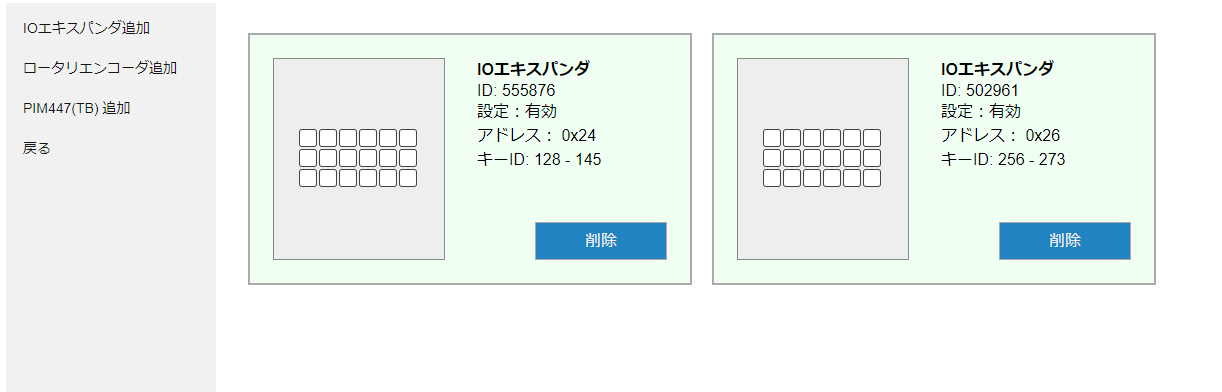 IOエキスパンダ追加
ロータリエンコーダ追加
PIM447(TB) 追加
戻る
IOエキスパンダ
ID: 555876
設定：有効
アドレス： 0x24
キーID: 128 - 145
削除
IOエキスパンダ
ID: 502961
設定：有効
アドレス： 0x26
キーID: 256 - 273
削除